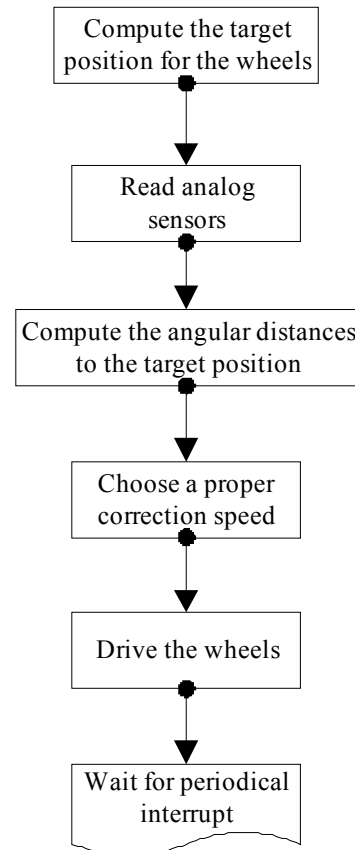 Compute the target
position for the wheels
Read analog
sensors
Compute the angular distances
to the target position
Choose a proper
correction speed
Drive the wheels
Wait for periodical
interrupt